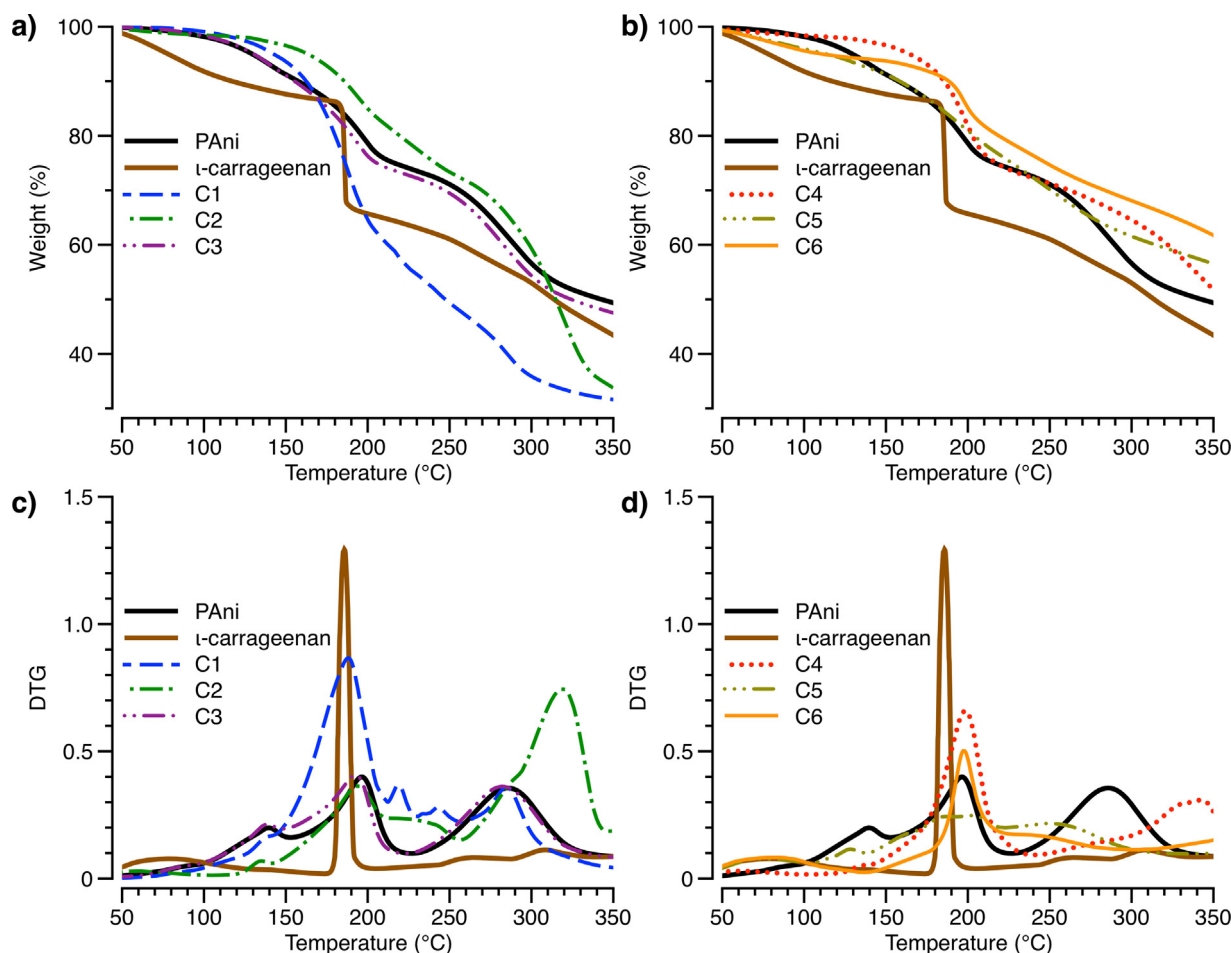 a)
100
80
60
40
Weight (%)
PAni
ι-carrageenan
C1
C2
C3
50 100 150 200 250 300 350
Temperature (°C)
b)
100
80
60
40
Weight (%)
PAni
ι-carrageenan
C4
C5
C6
50 100 150 200 250 300 350
Temperature (°C)
c)
1.5
1.0
0.5
0
DTG
PAni
ι-carrageenan
C1
C2
C3
50 100 150 200 250 300 350
Temperature (°C)
d)
1.5
1.0
0.5
0
DTG
PAni
ι-carrageenan
C4
C5
C6
50 100 150 200 250 300 350
Temperature (°C)